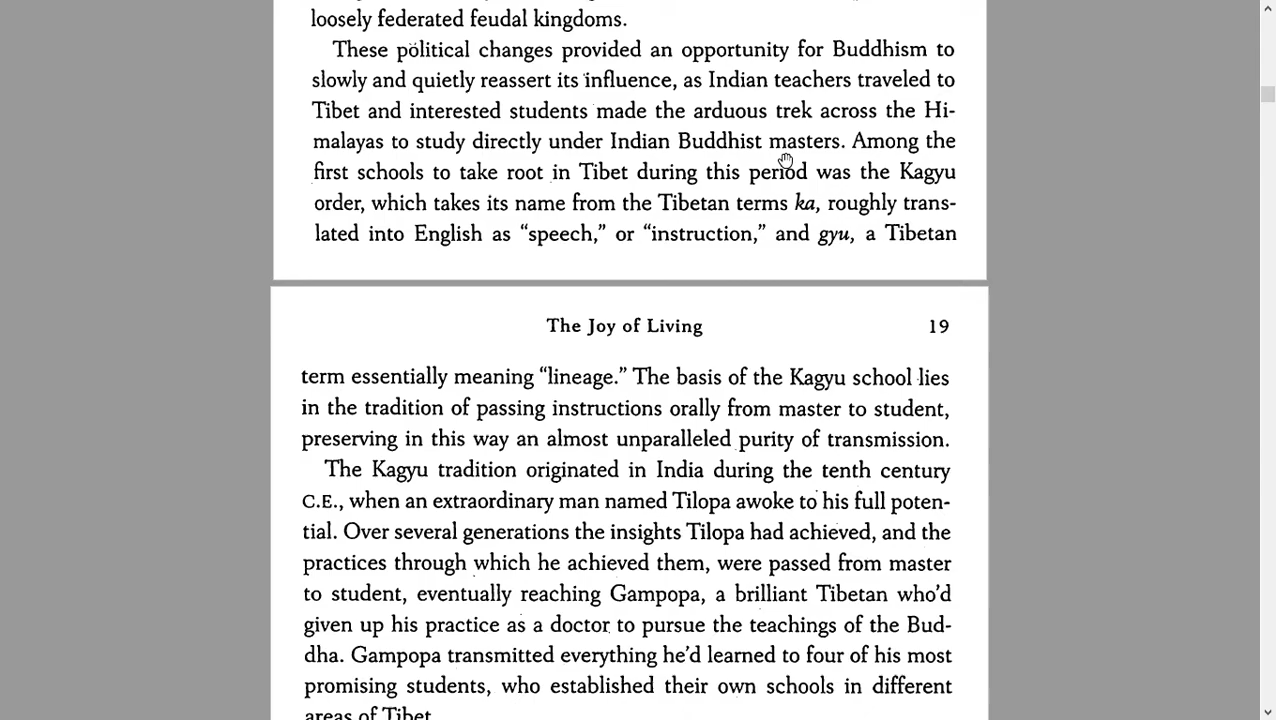 loosely federated feudal kingdoms.
These political changes provided an opportunity for Buddhism to
slowly and quietly reassert its influence, as Indian teachers traveled to
Tibet and interested students made the arduous trek across the Hi-
malayas to study directly under Indian Buddhist masters. Among the
first schools to take root in Tibet during this period was the Kagyu
order, which takes its name from the Tibetan terms ka, roughly trans-
lated into English as “speech,” or “instruction,” and gyu, a Tibetan
The Joy of Living 19
term essentially meaning “lineage.” The basis of the Kagyu school lies
in the tradition of passing instructions orally from master to student,
preserving in this way an almost unparalleled purity of transmission.
The Kagyu tradition originated in India during the tenth century
C.E., when an extraordinary man named Tilopa awoke to his full poten-
tial. Over several generations the insights Tilopa had achieved, and the
practices through which he achieved them, were passed from master
to student, eventually reaching Gampopa, a brilliant Tibetan who’d
given up his practice as a doctor to pursue the teachings of the Bud-
dha. Gampopa transmitted everything he’d learned to four of his most
promising students, who established their own schools in different
areas of Tibet